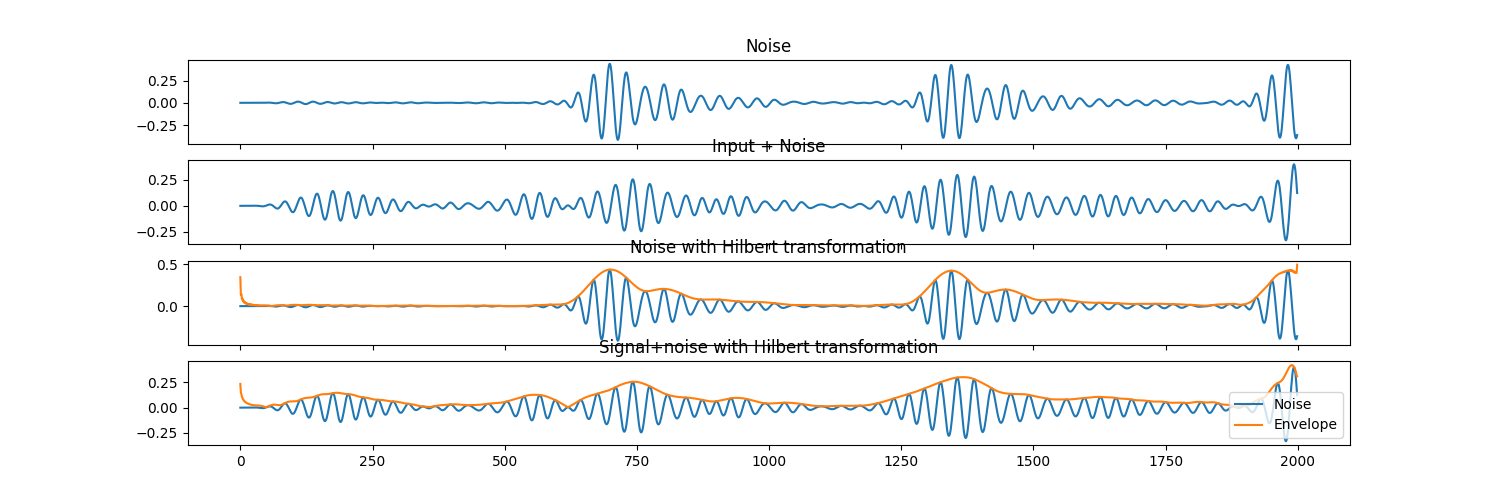 Noise
0.25
0.00
−0.25
Input + Noise
0.25
0.00
−0.25
Noise with Hilbert transformation
0.5
0.0
Signal+noise with Hilbert transformation
0.25
0.00
−0.25
Noise
Envelope
0 250 500 750 1000 1250 1500 1750 2000